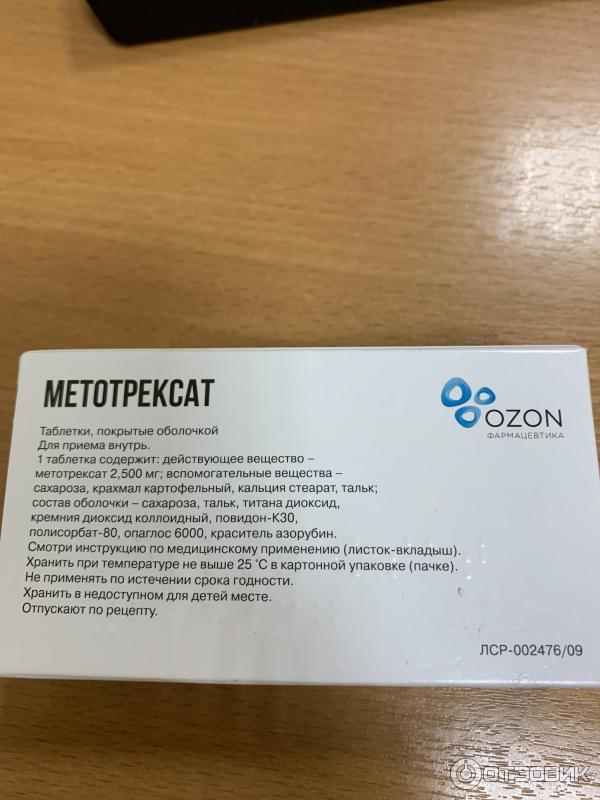 МЕТОТРЕКСАТ
OZON
ФАРМАЦЕВТИКА
Таблетки, покрытые оболочкой
Для приема внутрь.
1 таблетка содержит: действующее вещество –
метотрексат 2,500 мг; вспомогательные вещества –
сахароза, крахмал картофельный, кальция стеарат, тальк;
состав оболочки – сахароза, тальк, титана диоксид,
кремния диоксид коллоидный, повидон-К30,
полисорбат-80, опаглос 6000, краситель азорубин.
Смотри инструкцию по медицинскому применению (листок-вкладыш).
Хранить при температуре не выше 25 °С в картонной упаковке (пачке).
Не применять по истечении срока годности.
Хранить в недоступном для детей месте.
Отпускают по рецепту.
ЛСР-002476/09
ОТЗОВИК